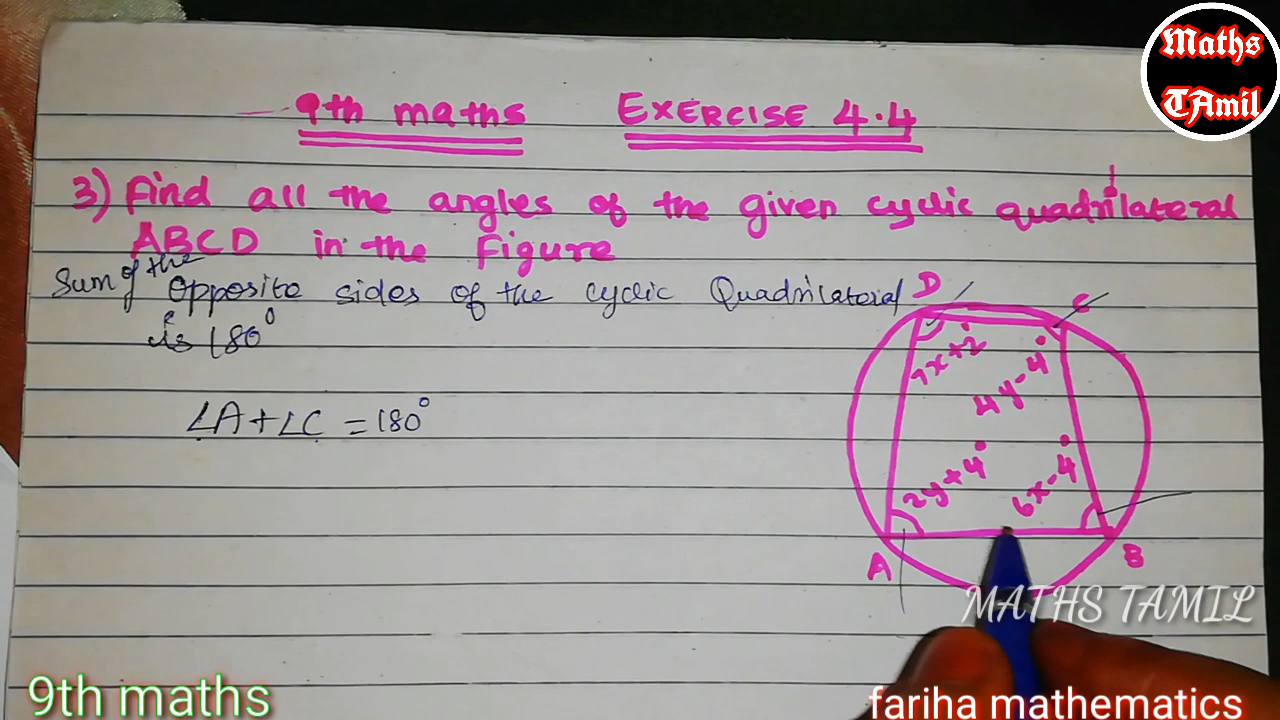 Maths
TAmil
9th maths EXERCISE 4.4
3) Find all the angles of the given cyclic quadrilateral
ABCD in the Figure
Sum of the opposite sides of the cyclic Quadrilateral
is 180°
∠A+∠C = 180°
D C
7x+2°
4y-4°
2y+4°
6x-4°
A B
MATHS TAMIL
9th maths
fariha mathematics